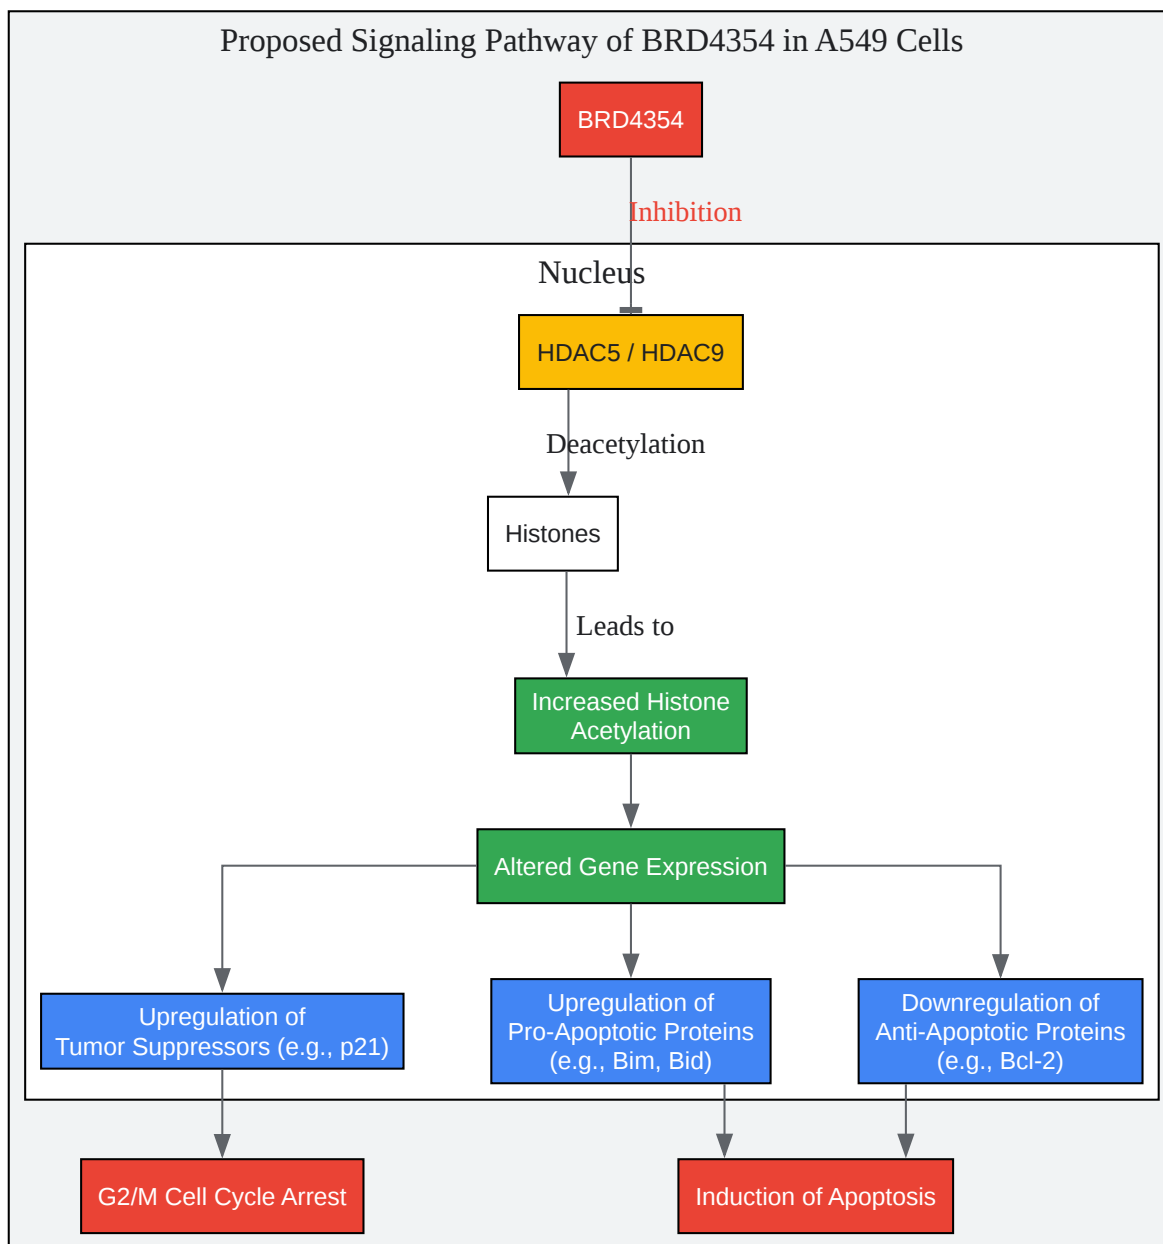 Proposed Signaling Pathway of BRD4354 in A549 Cells
BRD4354
Inhibition
Nucleus
HDAC5 / HDAC9
Deacetylation
Histones
Leads to
Increased Histone
Acetylation
Altered Gene Expression
Upregulation of
Tumor Suppressors (e.g., p21)
Upregulation of
Pro-Apoptotic Proteins
(e.g., Bim, Bid)
Downregulation of
Anti-Apoptotic Proteins
(e.g., Bcl-2)
G2/M Cell Cycle Arrest
Induction of Apoptosis